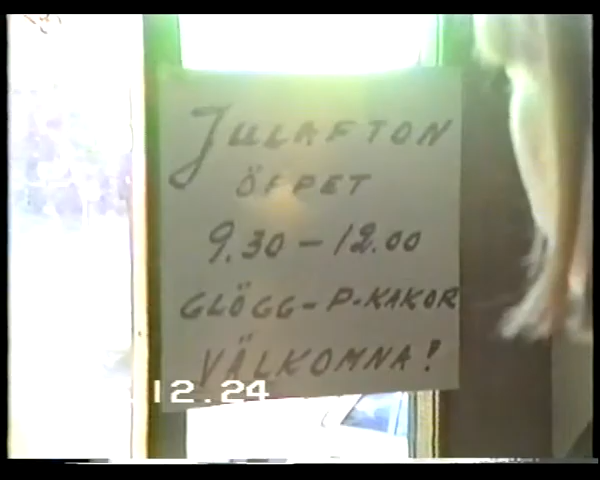 JULAFTON
ÖPPET
9.30 - 12.00
GLÖGG - P-KAKOR
VÄLKOMNA!
.12.24